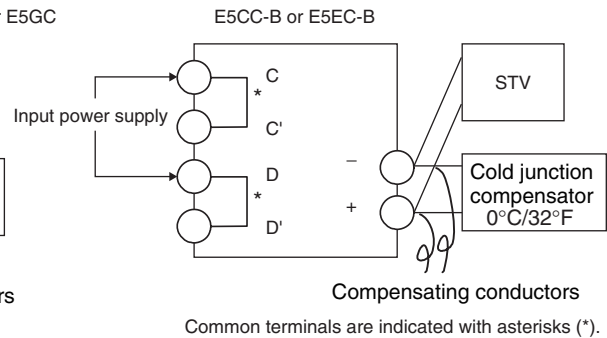 r E5GC
E5CC-B or E5EC-B
C
*
Input power supply
C'
STV
D
*
D'
−
+
Cold junction
compensator
0°C/32°F
rs
Compensating conductors
Common terminals are indicated with asterisks (*).